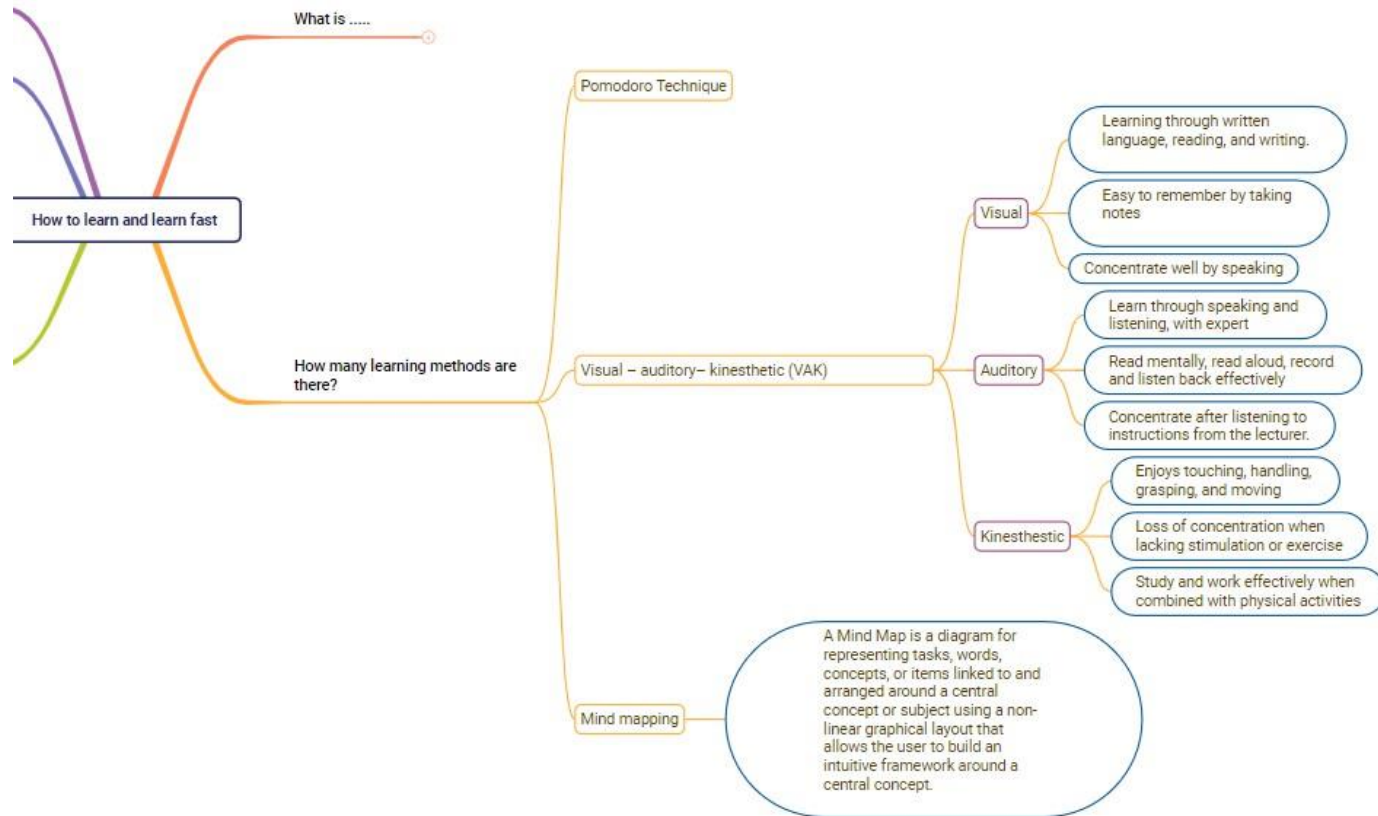 What is .....
How to learn and learn fast
How many learning methods are
there?
Pomodoro Technique
Visual – auditory– kinesthetic (VAK)
Visual
Learning through written
language, reading, and writing.
Easy to remember by taking
notes
Concentrate well by speaking
Auditory
Learn through speaking and
listening, with expert
Read mentally, read aloud, record
and listen back effectively
Concentrate after listening to
instructions from the lecturer.
Kinesthestic
Enjoys touching, handling,
grasping, and moving
Loss of concentration when
lacking stimulation or exercise
Study and work effectively when
combined with physical activities
Mind mapping
A Mind Map is a diagram for
representing tasks, words,
concepts, or items linked to and
arranged around a central
concept or subject using a non-
linear graphical layout that
allows the user to build an
intuitive framework around a
central concept.